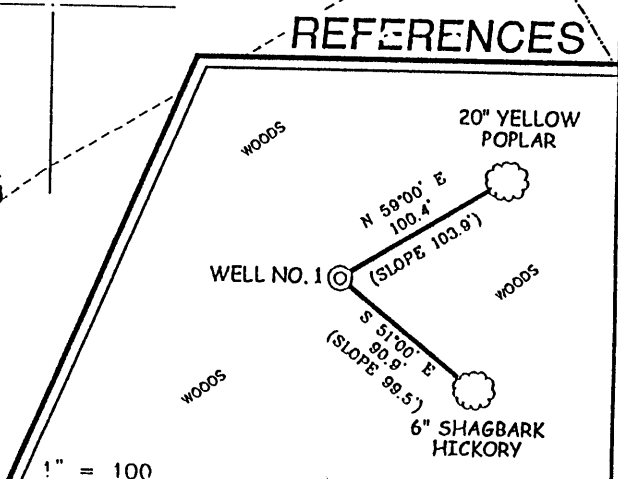 REFERENCES
WOODS
20" YELLOW
POPLAR
N 59°00' E
100.4'
(SLOPE 103.9')
WELL NO. 1
WOODS
S 51°00' E
90.9'
(SLOPE 99.5')
WOODS
6" SHAGBARK
HICKORY
1" = 100